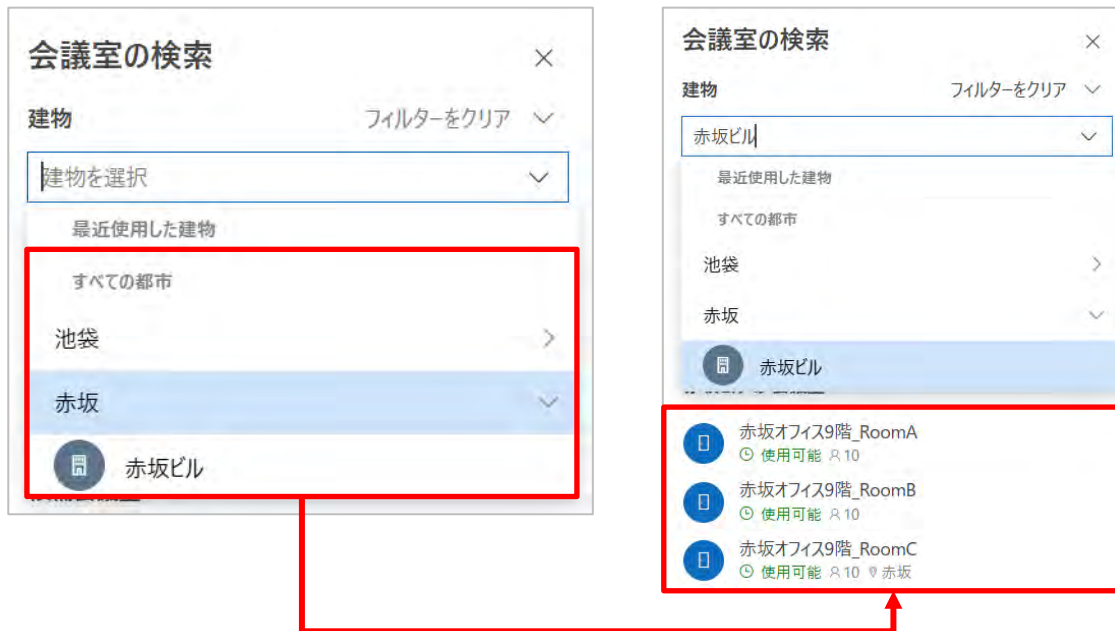 会議室の検索
建物 フィルターをクリア
建物を選択
最近使用した建物
すべての都市
池袋
赤坂
赤坂ビル
会議室の検索
建物 フィルターをクリア
赤坂ビル
最近使用した建物
すべての都市
池袋
赤坂
赤坂ビル
赤坂オフィス9階_RoomA
使用可能 10
赤坂オフィス9階_RoomB
使用可能 10
赤坂オフィス9階_RoomC
使用可能 10 赤坂